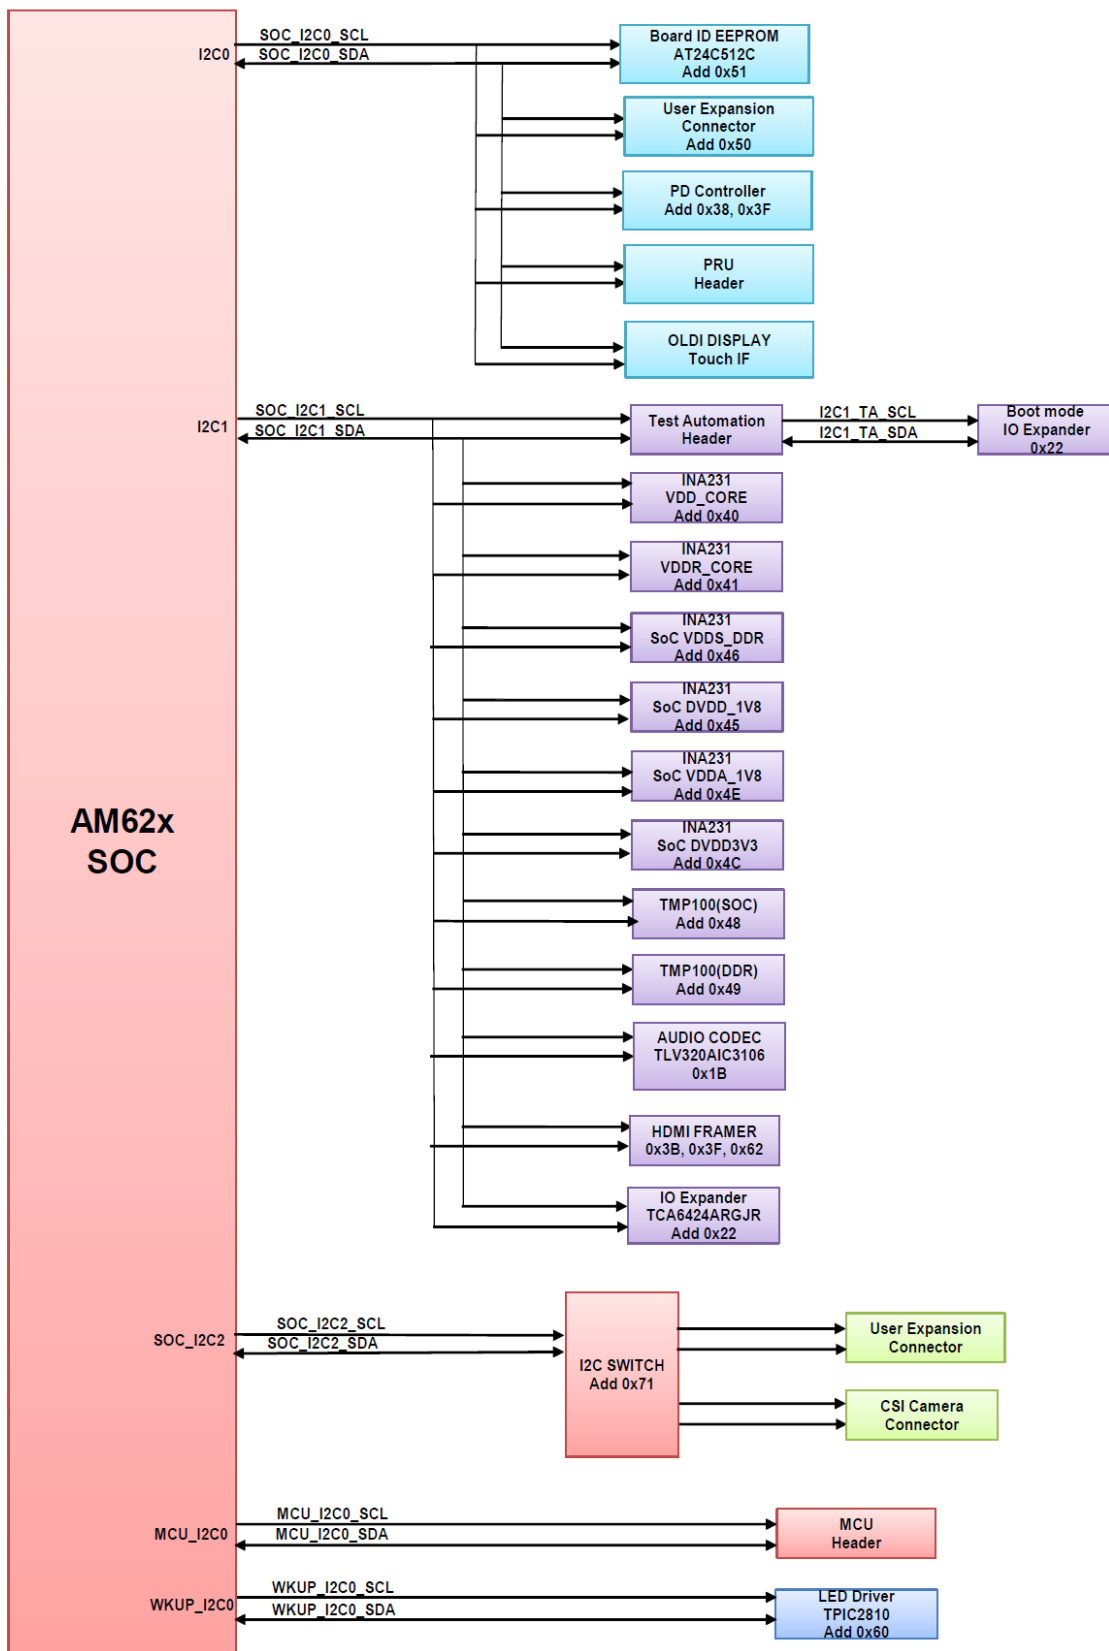 SOC_I2C0_SCL
I2C0
SOC_I2C0_SDA
Board ID EEPROM
AT24C512C
Add 0x51
User Expansion
Connector
Add 0x50
PD Controller
Add 0x38, 0x3F
PRU
Header
OLDI DISPLAY
Touch IF
SOC_I2C1_SCL
I2C1
SOC_I2C1_SDA
Test Automation
Header
I2C1_TA_SCL
I2C1_TA_SDA
Boot mode
IO Expander
0x22
INA231
VDD_CORE
Add 0x40
INA231
VDDR_CORE
Add 0x41
INA231
SoC VDDS_DDR
Add 0x46
INA231
SoC DVDD_1V8
Add 0x45
INA231
SoC VDDA_1V8
Add 0x4E
INA231
SoC DVDD3V3
Add 0x4C
AM62x
SOC
TMP100(SOC)
Add 0x48
TMP100(DDR)
Add 0x49
AUDIO CODEC
TLV320AIC3106
0x1B
HDMI FRAMER
0x3B, 0x3F, 0x62
IO Expander
TCA6424ARGJR
Add 0x22
SOC_I2C2_SCL
SOC_I2C2
SOC_I2C2_SDA
I2C SWITCH
Add 0x71
User Expansion
Connector
CSI Camera
Connector
MCU_I2C0_SCL
MCU_I2C0
MCU_I2C0_SDA
MCU
Header
WKUP_I2C0_SCL
WKUP_I2C0
WKUP_I2C0_SDA
LED Driver
TPIC2810
Add 0x60